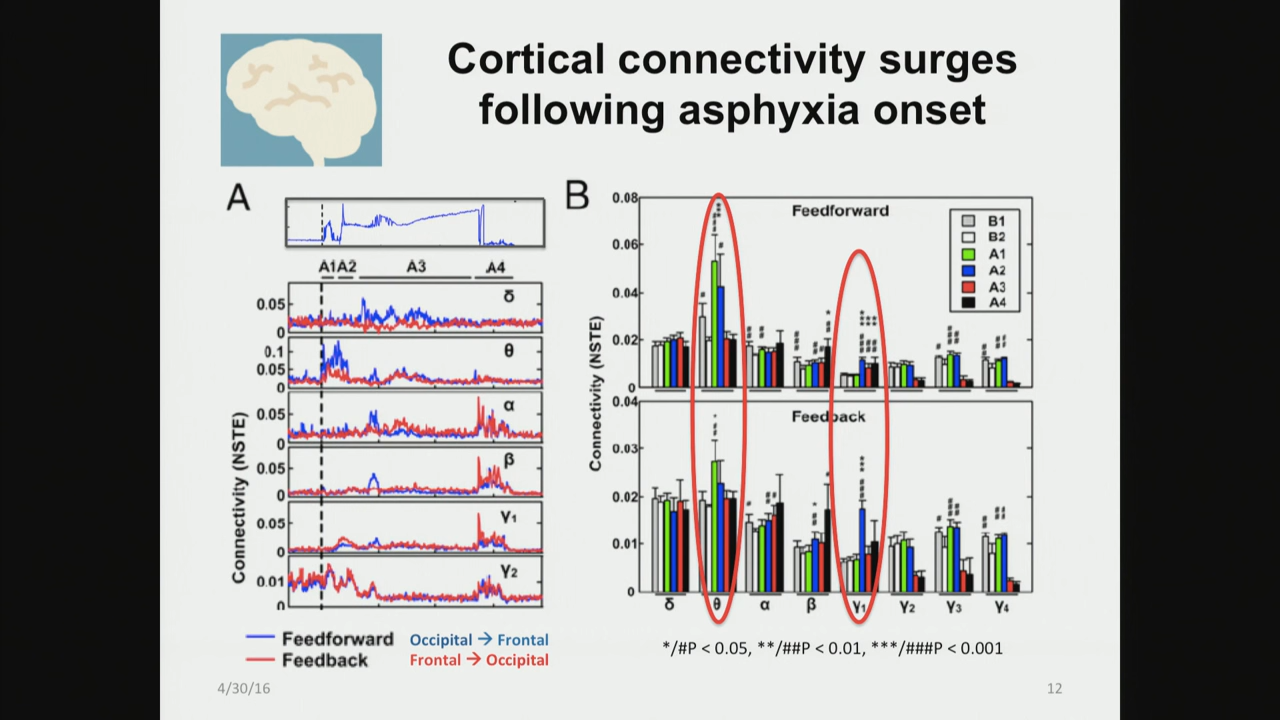 Cortical connectivity surges
following asphyxia onset
A
A1 A2 A3 A4
δ
0.05
0
θ
0.1
0.05
0
α
0.05
0
β
0.05
0
γ1
0.05
0
γ2
0.01
0
Connectivity (NSTE)
Feedforward Occipital → Frontal
Feedback Frontal → Occipital
B
0.08
0.06
0.04
0.02
0
Feedforward
B1
B2
A1
A2
A3
A4
0.04
0.03
0.02
0.01
0
Feedback
Connectivity (NSTE)
δ θ α β γ1 γ2 γ3 γ4
*/#P < 0.05, **/##P < 0.01, ***/###P < 0.001
4/30/16
12